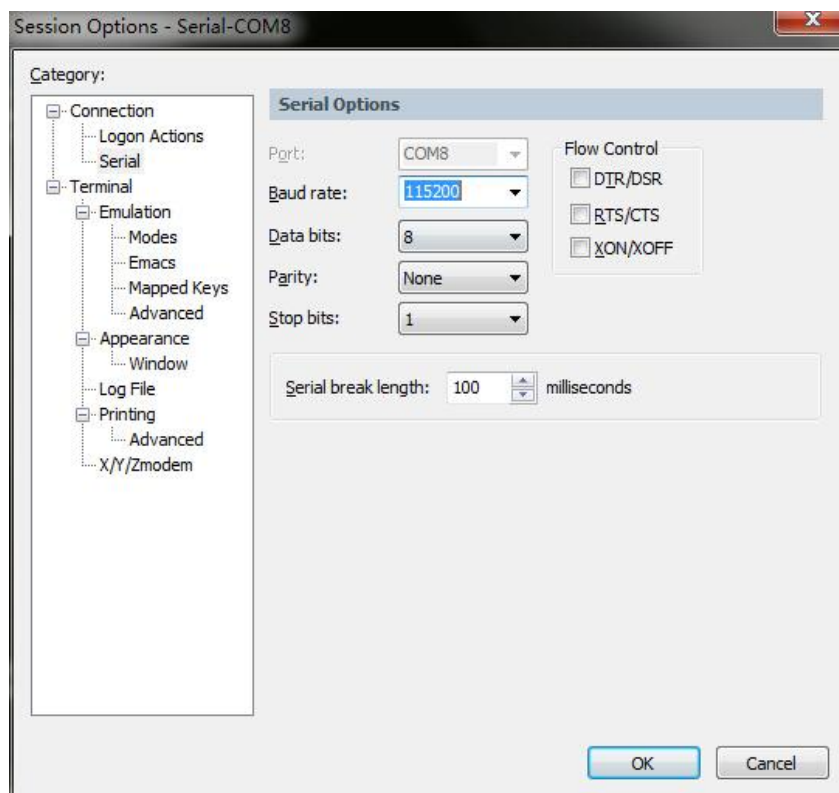 Session Options - Serial-COM8
X
Category:
Connection
Logon Actions
Serial
Terminal
Emulation
Modes
Emacs
Mapped Keys
Advanced
Appearance
Window
Log File
Printing
Advanced
X/Y/Zmodem
Serial Options
Port: COM8
Baud rate: 115200
Data bits: 8
Parity: None
Stop bits: 1
Flow Control
DTR/DSR
RTS/CTS
XON/XOFF
Serial break length: 100 milliseconds
OK Cancel